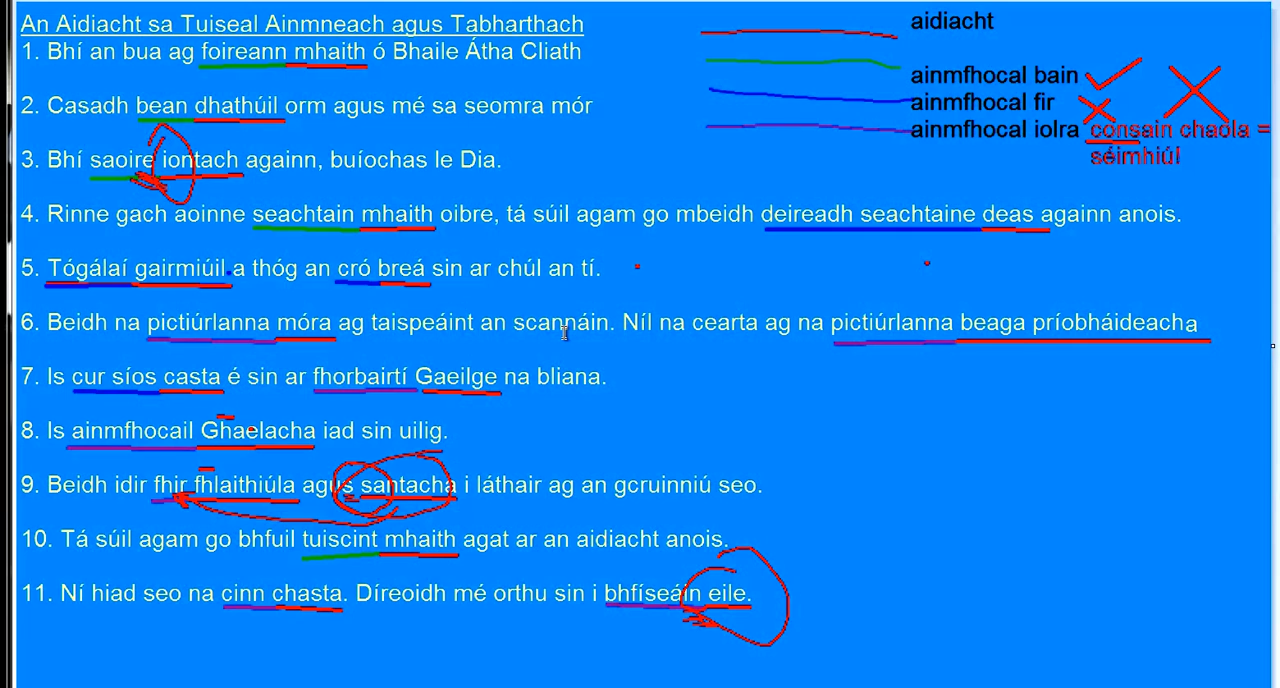 An Aidiacht sa Tuiseal Ainmneach agus Tabharthach
1. Bhí an bua ag foireann mhaith ó Bhaile Átha Cliath
2. Casadh bean dhathúil orm agus mé sa seomra mór
3. Bhí saoire iontach againn, buíochas le Dia.
4. Rinne gach aoinne seachtain mhaith oibre, tá súil agam go mbeidh deireadh seachtaine deas againn anois.
5. Tógálaí gairmiúil a thóg an cró breá sin ar chúl an tí.
6. Beidh na pictiúrlanna móra ag taispeáint an scannáin. Níl na cearta ag na pictiúrlanna beaga príobháideacha
7. Is cur síos casta é sin ar fhorbairtí Gaeilge na bliana.
8. Is ainmfhocail Ghaelacha iad sin uilig.
9. Beidh idir fhir fhlaithiúla agus santacha i láthair ag an gcruinniú seo.
10. Tá súil agam go bhfuil tuiscint mhaith agat ar an aidiacht anois.
11. Ní hiad seo na cinn chasta. Díreoidh mé orthu sin i bhfíseáin eile.
aidiacht
ainmfhocal bain
ainmfhocal fir
ainmfhocal iolra
consain chaola =
séimhiú!